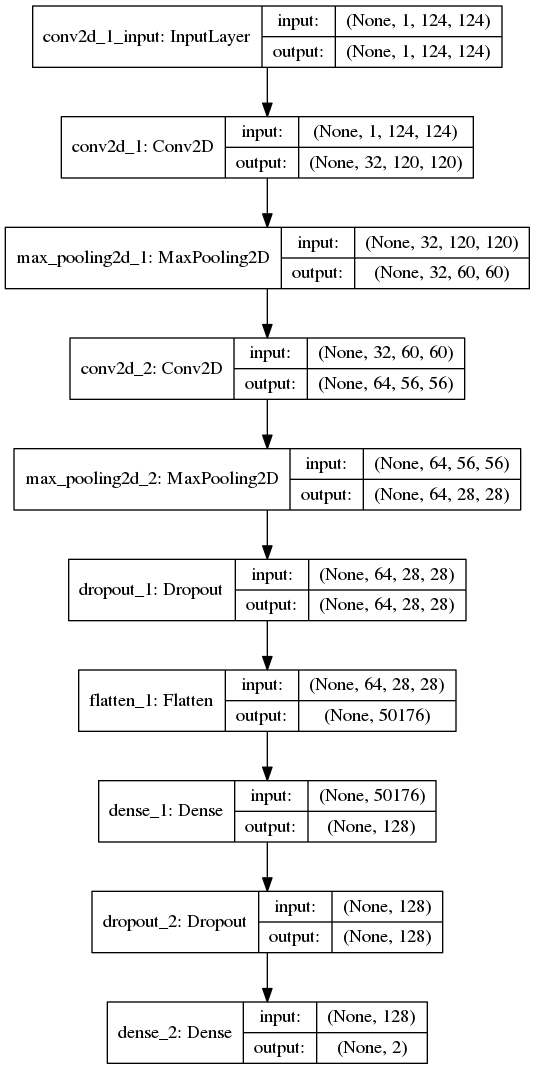 conv2d_1_input: InputLayer
input:
(None, 1, 124, 124)
output:
(None, 1, 124, 124)
conv2d_1: Conv2D
input:
(None, 1, 124, 124)
output:
(None, 32, 120, 120)
max_pooling2d_1: MaxPooling2D
input:
(None, 32, 120, 120)
output:
(None, 32, 60, 60)
conv2d_2: Conv2D
input:
(None, 32, 60, 60)
output:
(None, 64, 56, 56)
max_pooling2d_2: MaxPooling2D
input:
(None, 64, 56, 56)
output:
(None, 64, 28, 28)
dropout_1: Dropout
input:
(None, 64, 28, 28)
output:
(None, 64, 28, 28)
flatten_1: Flatten
input:
(None, 64, 28, 28)
output:
(None, 50176)
dense_1: Dense
input:
(None, 50176)
output:
(None, 128)
dropout_2: Dropout
input:
(None, 128)
output:
(None, 128)
dense_2: Dense
input:
(None, 128)
output:
(None, 2)